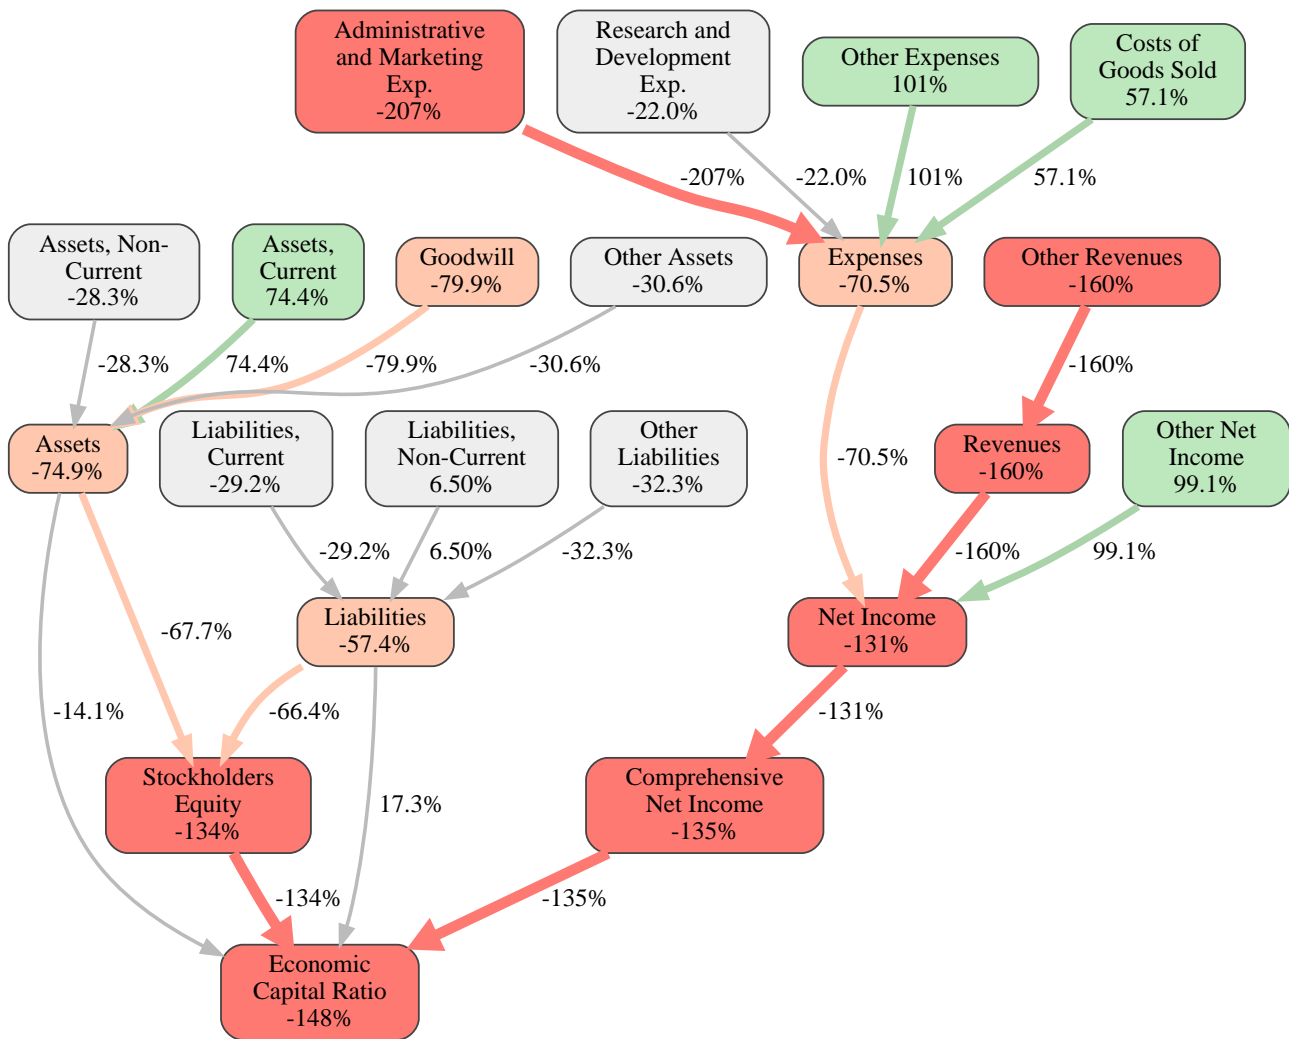 Administrative
and Marketing
Exp.
-207%
Research and
Development
Exp.
-22.0%
Other Expenses
101%
Costs of
Goods Sold
57.1%
-207%
-22.0%
101%
57.1%
Assets, Non-
Current
-28.3%
Assets,
Current
74.4%
Goodwill
-79.9%
Other Assets
-30.6%
Expenses
-70.5%
Other Revenues
-160%
-28.3%
74.4%
-79.9%
-30.6%
-160%
Assets
-74.9%
Liabilities,
Current
-29.2%
Liabilities,
Non-Current
6.50%
Other
Liabilities
-32.3%
-70.5%
Revenues
-160%
Other Net
Income
99.1%
-29.2%
6.50%
-32.3%
-160%
99.1%
-67.7%
Liabilities
-57.4%
Net Income
-131%
-14.1%
-66.4%
-131%
Stockholders
Equity
-134%
17.3%
Comprehensive
Net Income
-135%
-134%
-135%
Economic
Capital Ratio
-148%